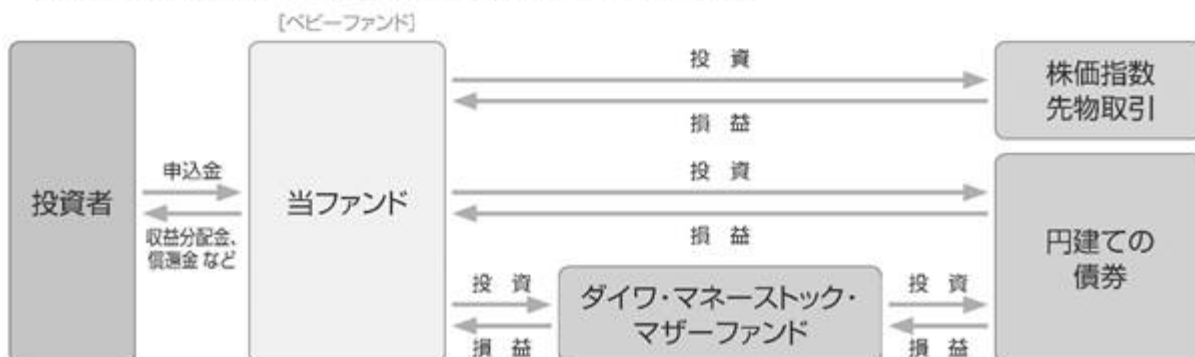 [ベビーファンド]
投資者
申込金
収益分配金、
償還金 など
当ファンド
投 資
損 益
株価指数
先物取引
投 資
損 益
円建ての
債券
投 資
損 益
ダイワ・マネーストック・
マザーファンド
投 資
損 益